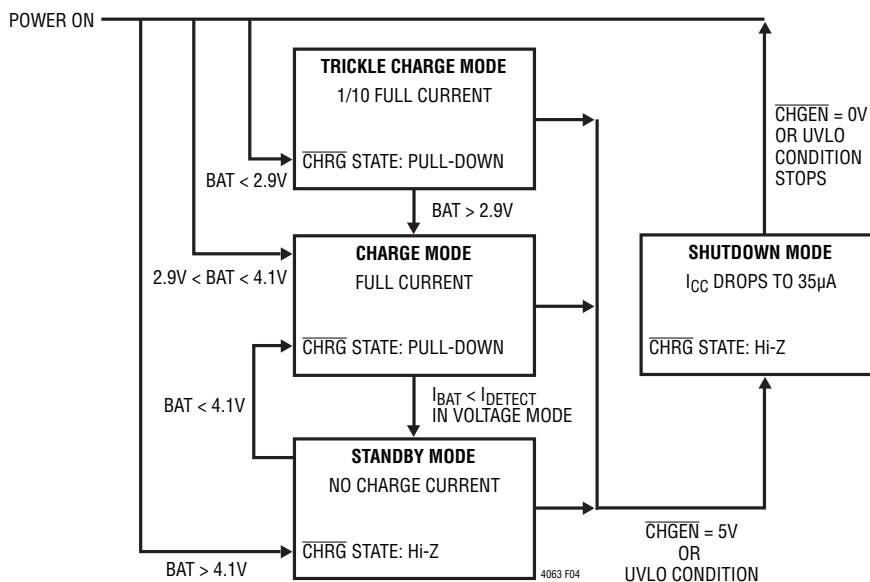 POWER ON
TRICKLE CHARGE MODE
1/10 FULL CURRENT
CHRG STATE: PULL-DOWN
BAT < 2.9V
BAT > 2.9V
CHARGE MODE
FULL CURRENT
2.9V < BAT < 4.1V
CHRG STATE: PULL-DOWN
BAT < 4.1V
IBAT < IDETECT
IN VOLTAGE MODE
STANDBY MODE
NO CHARGE CURRENT
CHRG STATE: Hi-Z
BAT > 4.1V
4063 F04
CHGEN = 0V
OR UVLO
CONDITION
STOPS
SHUTDOWN MODE
ICC DROPS TO 35µA
CHRG STATE: Hi-Z
CHGEN = 5V
OR
UVLO CONDITION